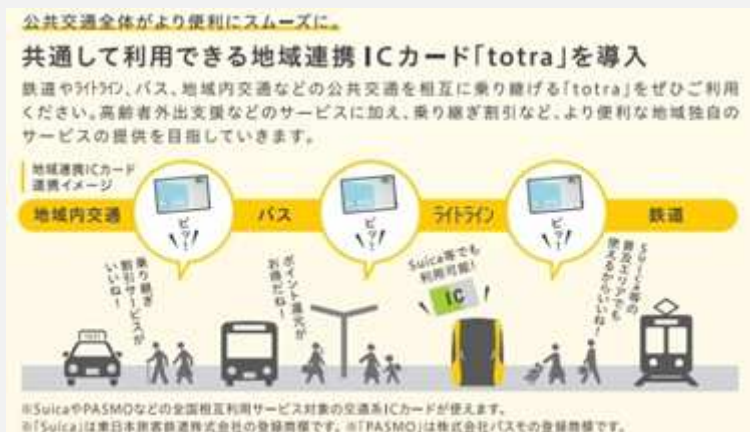 公共交通全体がより便利にスムーズに。
共通して利用できる地域連携ICカード「totra」を導入
鉄道やライトライン、バス、地域内交通などの公共交通を相互に乗り継げる「totra」をぜひご利用
ください。高齢者外出支援などのサービスに加え、乗り継ぎ割引など、より便利な地域独自の
サービスの提供を目指していきます。
地域連携ICカード
連携イメージ
地域内交通
ピッ!
バス
ピッ!
ライトライン
ピッ!
鉄道
乗り継ぎ
割引サービスが
いいね!
ポイント還元が
お得だね!
Suica等でも
利用可能!
IC
Suica等の
普及エリアでも
使えるからいいね!
TAXI
※SuicaやPASMOなどの全国相互利用サービス対象の交通系ICカードが使えます。
※「Suica」は東日本旅客鉄道株式会社の登録商標です。※「PASMO」は株式会社パスモの登録商標です。